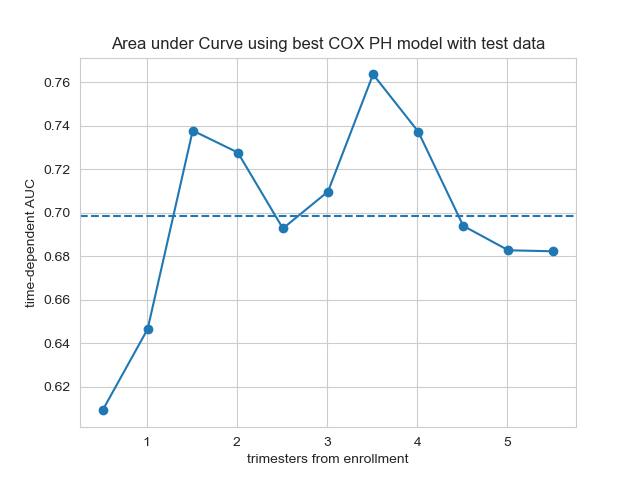 Area under Curve using best COX PH model with test data
time-dependent AUC
0.76
0.74
0.72
0.70
0.68
0.66
0.64
0.62
1 2 3 4 5
trimesters from enrollment